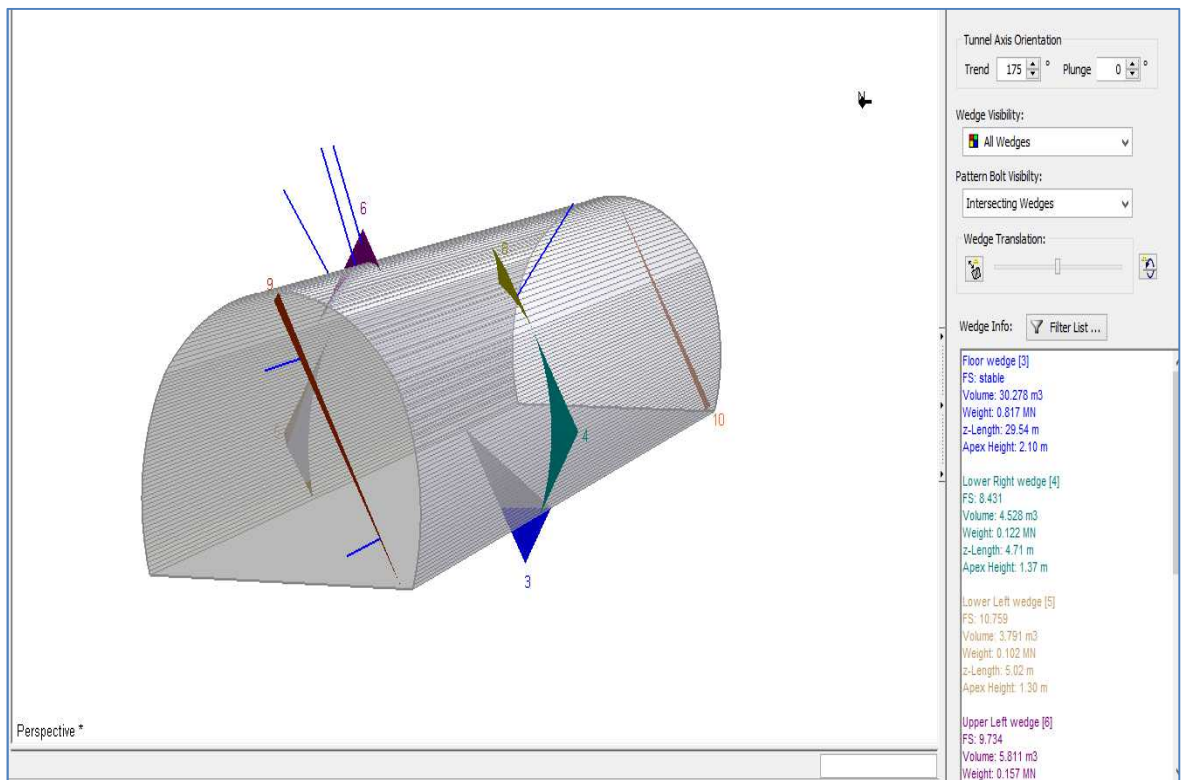 Tunnel Axis Orientation
Trend 175 ° Plunge 0 °
N
Wedge Visibility:
All Wedges
Pattern Bolt Visibilty:
Intersecting Wedges
Wedge Translation:
6
8
9
4
10
3
Wedge Info: Filter List ...
Floor wedge [3]
FS: stable
Volume: 30.278 m3
Weight: 0.817 MN
z-Length: 29.54 m
Apex Height: 2.10 m
Lower Right wedge [4]
FS: 8.431
Volume: 4.528 m3
Weight: 0.122 MN
z-Length: 4.71 m
Apex Height: 1.37 m
Lower Left wedge [5]
FS: 10.759
Volume: 3.791 m3
Weight: 0.102 MN
z-Length: 5.02 m
Apex Height: 1.30 m
Upper Left wedge [6]
FS: 9.734
Volume: 5.811 m3
Weight: 0.157 MN
Perspective *